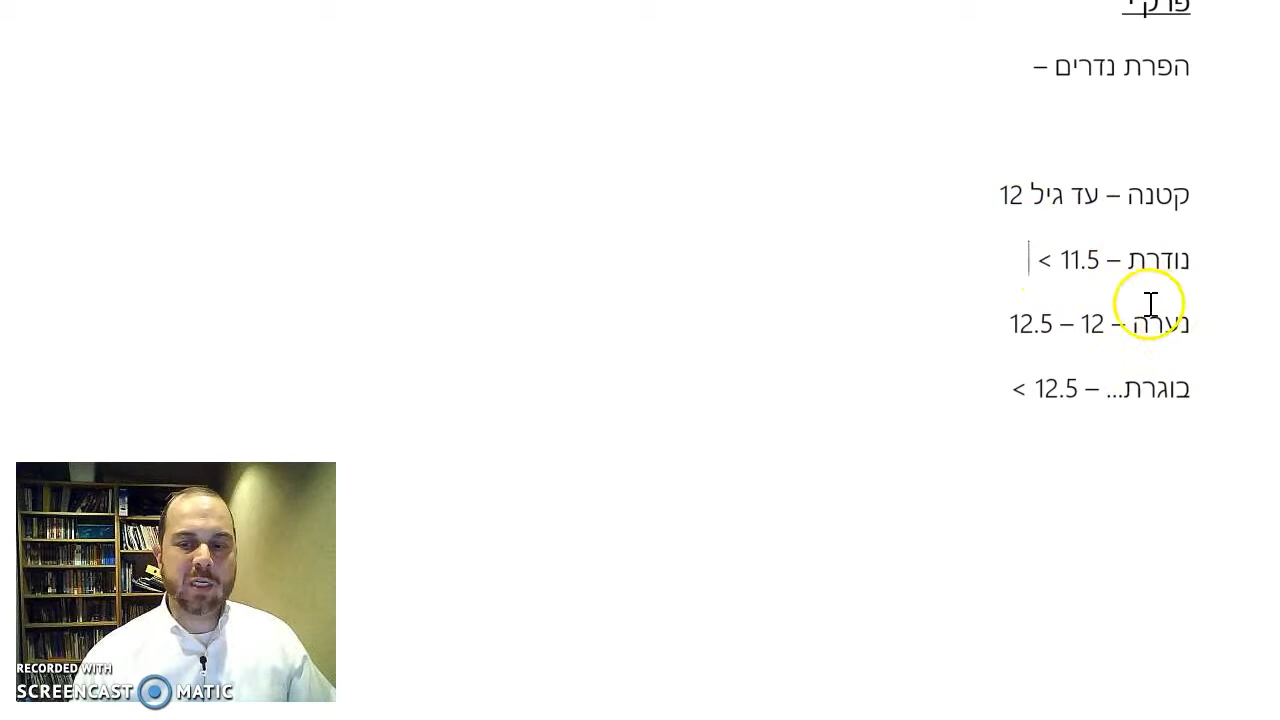 פרק י
הפרת נדרים –
קטנה – עד גיל 12
נודרת – 11.5 <
נערה – 12 – 12.5
בוגרת... – 12.5 <
RECORDED WITH
SCREENCAST MATIC